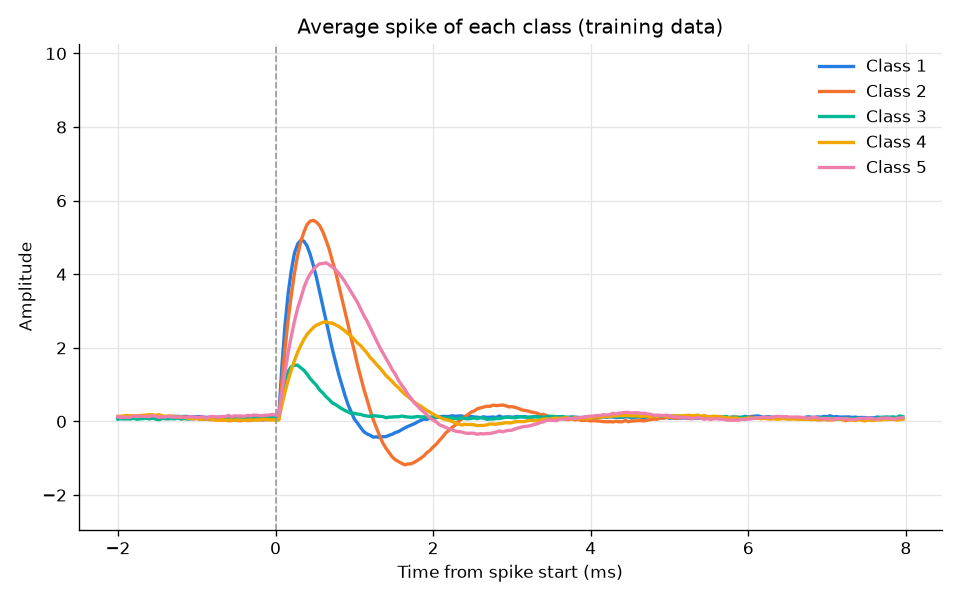 Average spike of each class (training data)
10
8
6
4
2
0
−2
Amplitude
Class 1
Class 2
Class 3
Class 4
Class 5
−2 0 2 4 6 8
Time from spike start (ms)